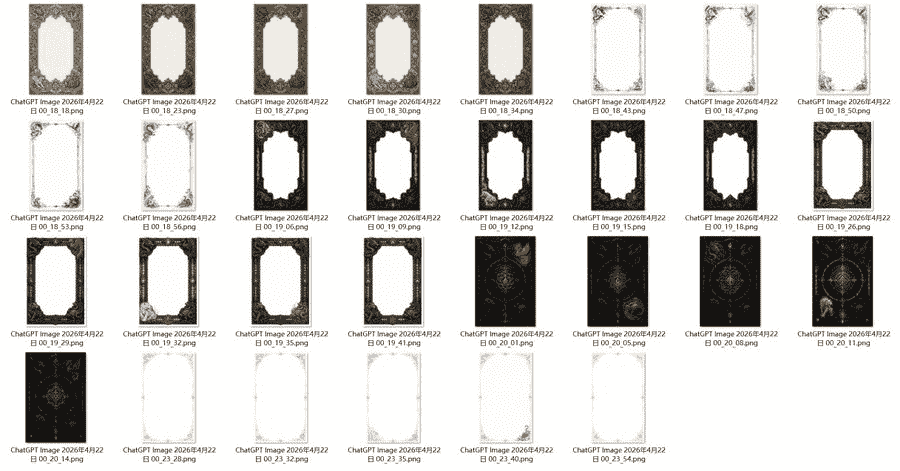 ChatGPT Image 2026年4月22
日 00_18_18.png
ChatGPT Image 2026年4月22
日 00_18_23.png
ChatGPT Image 2026年4月22
日 00_18_27.png
ChatGPT Image 2026年4月22
日 00_18_30.png
ChatGPT Image 2026年4月22
日 00_18_34.png
ChatGPT Image 2026年4月22
日 00_18_43.png
ChatGPT Image 2026年4月22
日 00_18_47.png
ChatGPT Image 2026年4月22
日 00_18_50.png
ChatGPT Image 2026年4月22
日 00_18_53.png
ChatGPT Image 2026年4月22
日 00_18_56.png
ChatGPT Image 2026年4月22
日 00_19_06.png
ChatGPT Image 2026年4月22
日 00_19_09.png
ChatGPT Image 2026年4月22
日 00_19_12.png
ChatGPT Image 2026年4月22
日 00_19_15.png
ChatGPT Image 2026年4月22
日 00_19_18.png
ChatGPT Image 2026年4月22
日 00_19_26.png
ChatGPT Image 2026年4月22
日 00_19_29.png
ChatGPT Image 2026年4月22
日 00_19_32.png
ChatGPT Image 2026年4月22
日 00_19_35.png
ChatGPT Image 2026年4月22
日 00_19_41.png
ChatGPT Image 2026年4月22
日 00_20_01.png
ChatGPT Image 2026年4月22
日 00_20_05.png
ChatGPT Image 2026年4月22
日 00_20_08.png
ChatGPT Image 2026年4月22
日 00_20_11.png
ChatGPT Image 2026年4月22
日 00_20_14.png
ChatGPT Image 2026年4月22
日 00_23_28.png
ChatGPT Image 2026年4月22
日 00_23_32.png
ChatGPT Image 2026年4月22
日 00_23_35.png
ChatGPT Image 2026年4月22
日 00_23_40.png
ChatGPT Image 2026年4月22
日 00_23_54.png